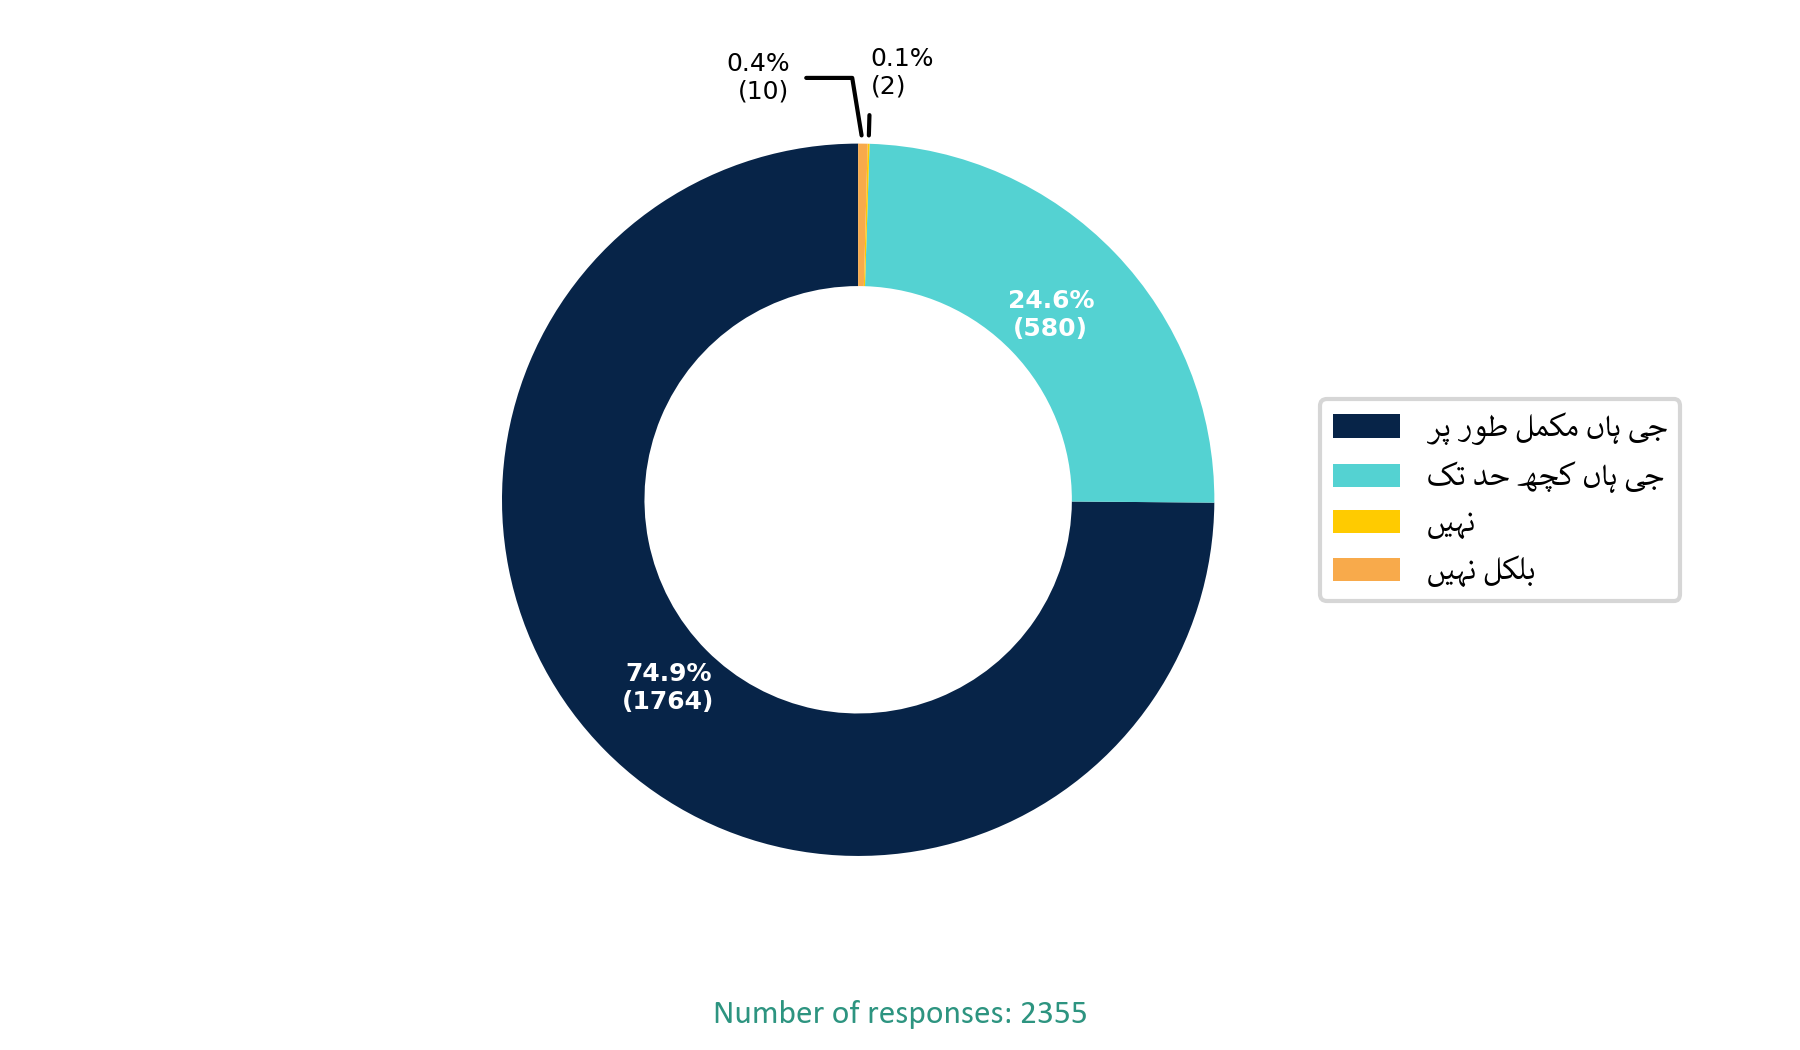 0.4%
(10)
0.1%
(2)
24.6%
(580)
74.9%
(1764)
جی ہاں مکمل طور پر
جی ہاں کچھ حد تک
نہیں
بلکل نہیں
Number of responses: 2355